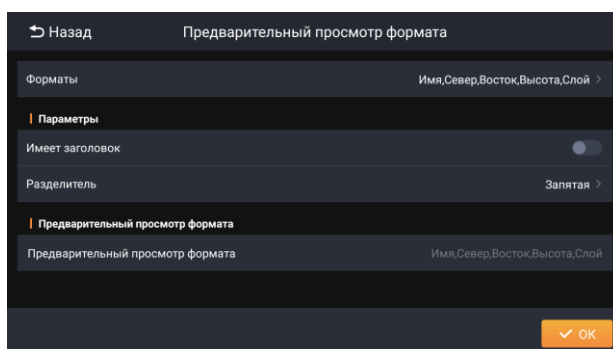 Назад
Предварительный просмотр формата
Форматы
Имя,Север,Восток,Высота,Слой
Параметры
Имеет заголовок
Разделитель
Запятая
Предварительный просмотр формата
Предварительный просмотр формата
Имя,Север,Восток,Высота,Слой
OK